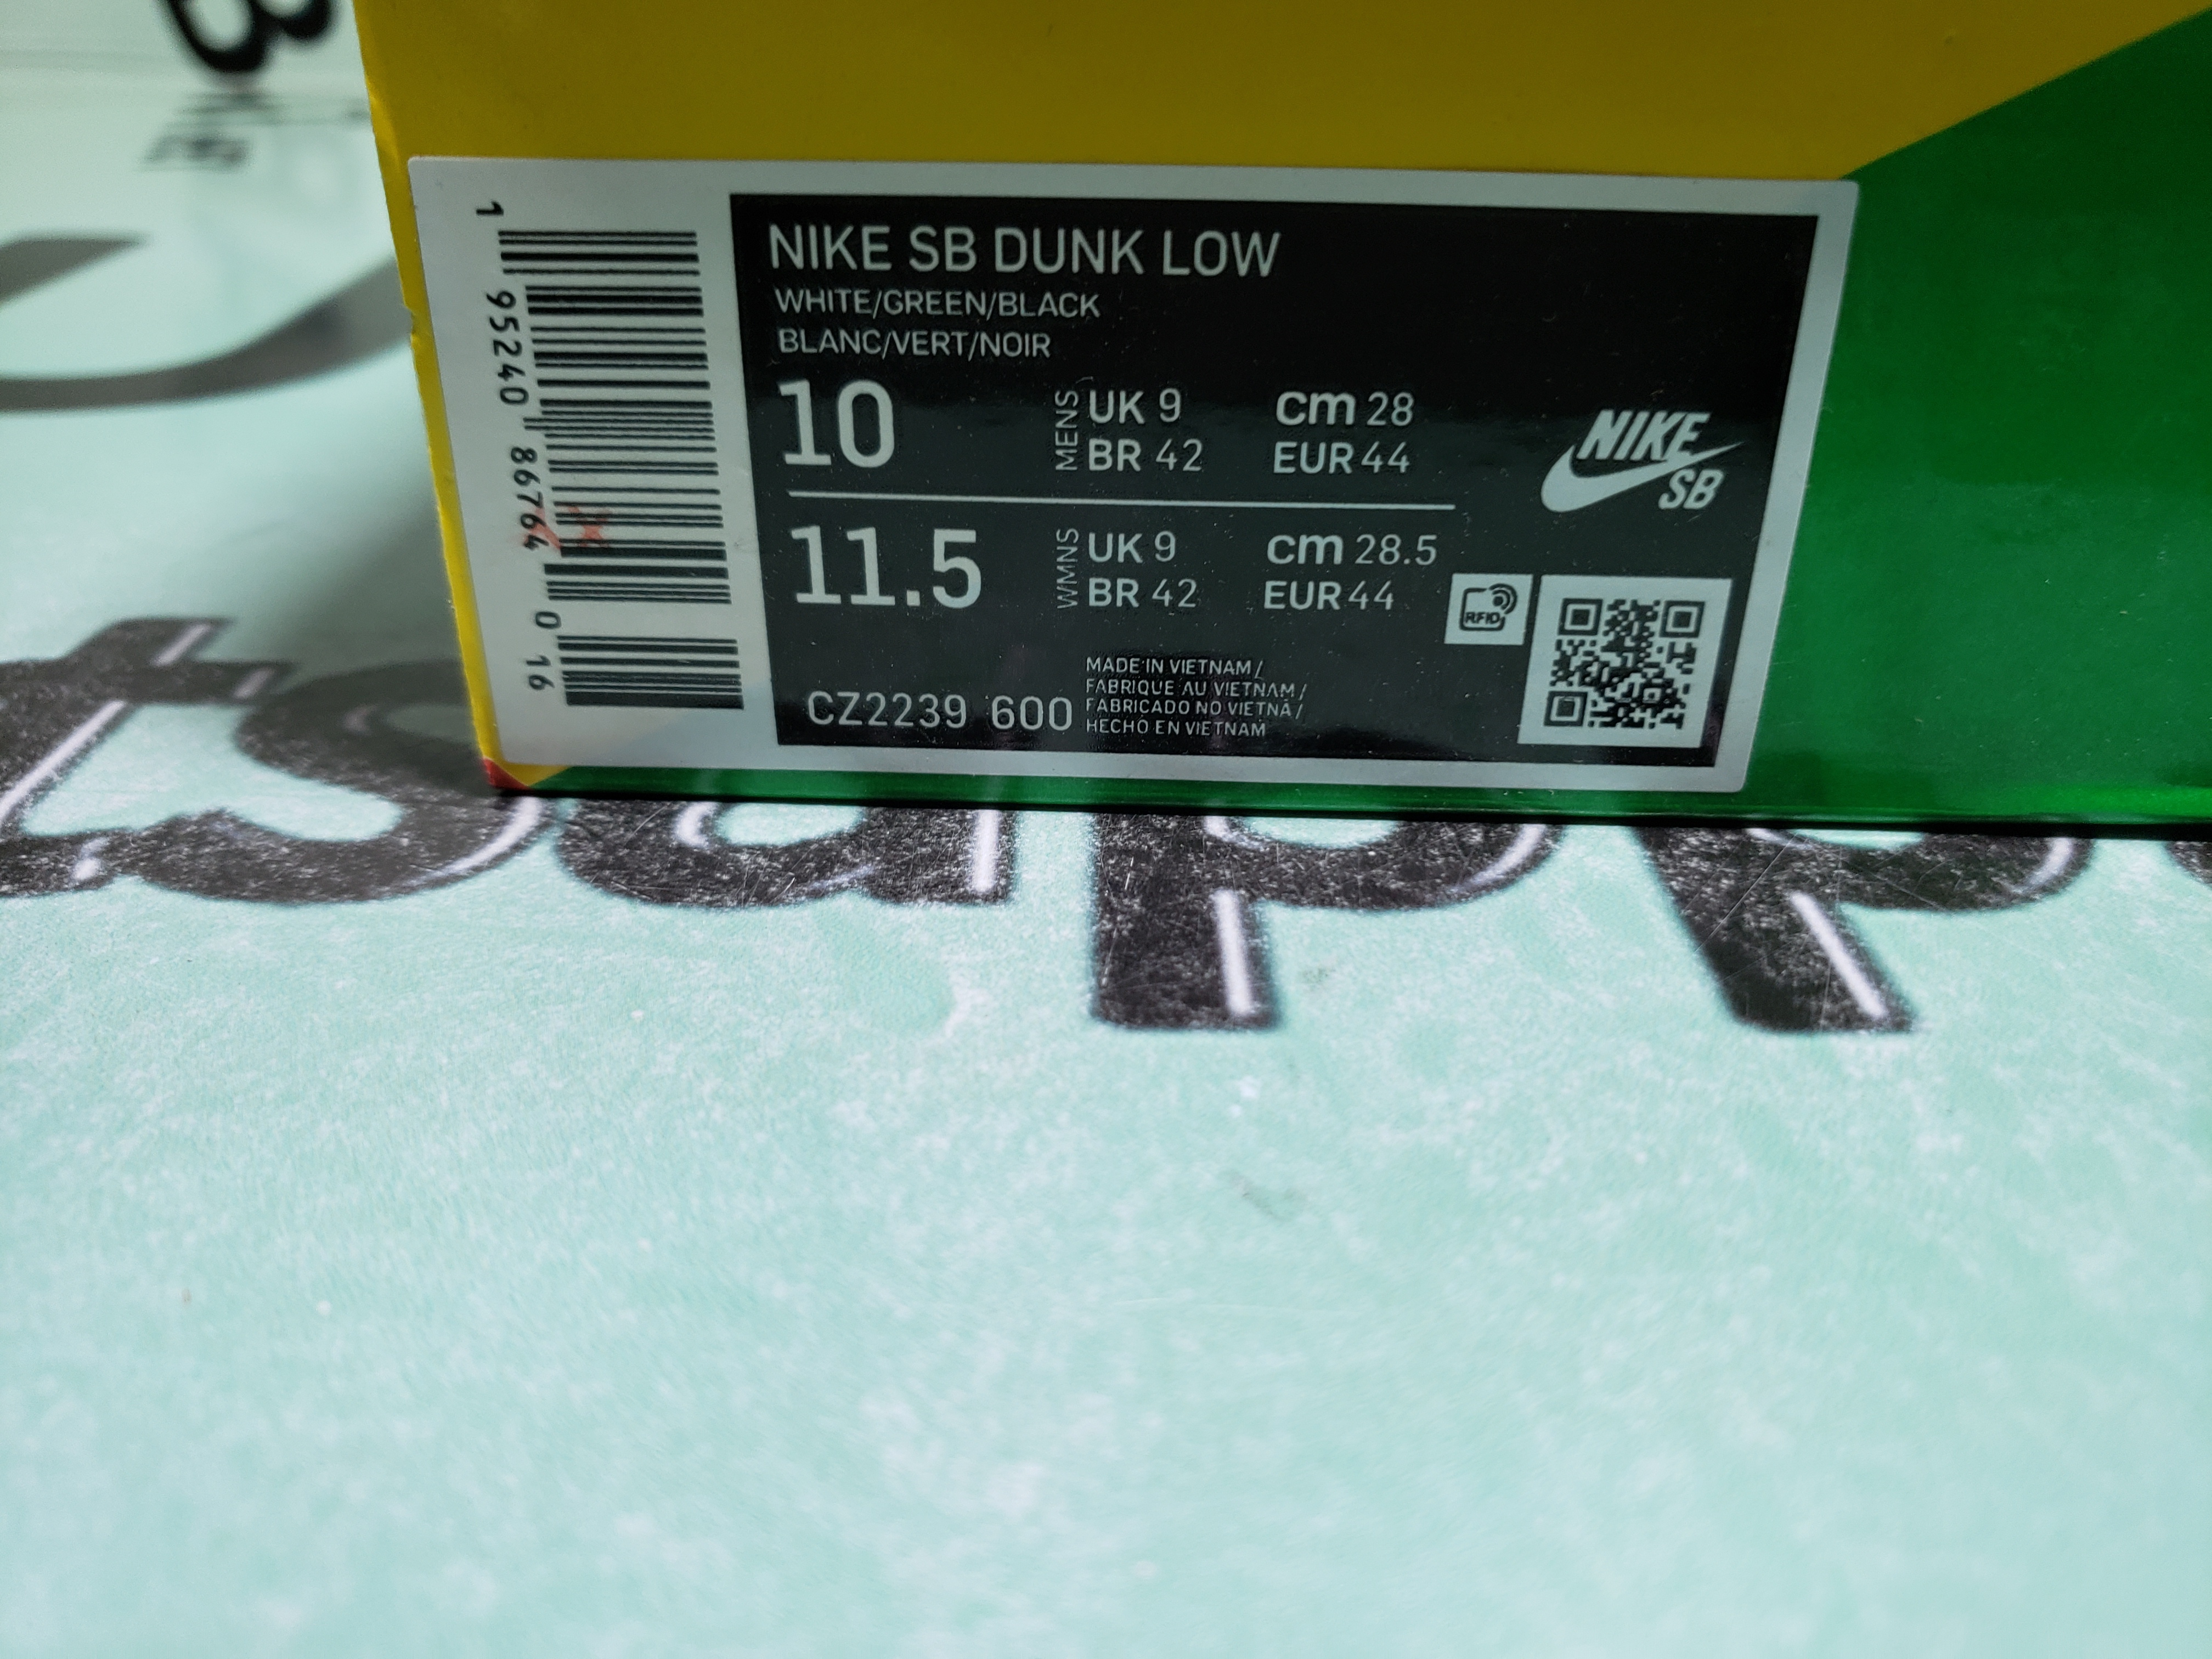 1 95240 86764 0 16
NIKE SB DUNK LOW
WHITE/GREEN/BLACK
BLANC/VERT/NOIR
10 MENS UK 9 cm 28
BR 42 EUR 44
11.5 WMNS UK 9 cm 28.5
BR 42 EUR 44
NIKE
SB
RFID
CZ2239 600
MADE IN VIETNAM /
FABRIQUE AU VIETNAM /
FABRICADO NO VIETNÃ /
HECHO EN VIETNAM